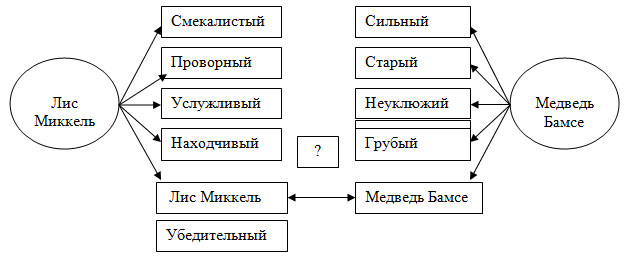 Смекалистый
Сильный
Проворный
Старый
Лис
Миккель
Услужливый
Неуклюжий
Медведь
Бамсе
Находчивый
?
Грубый
Лис Миккель
Медведь Бамсе
Убедительный